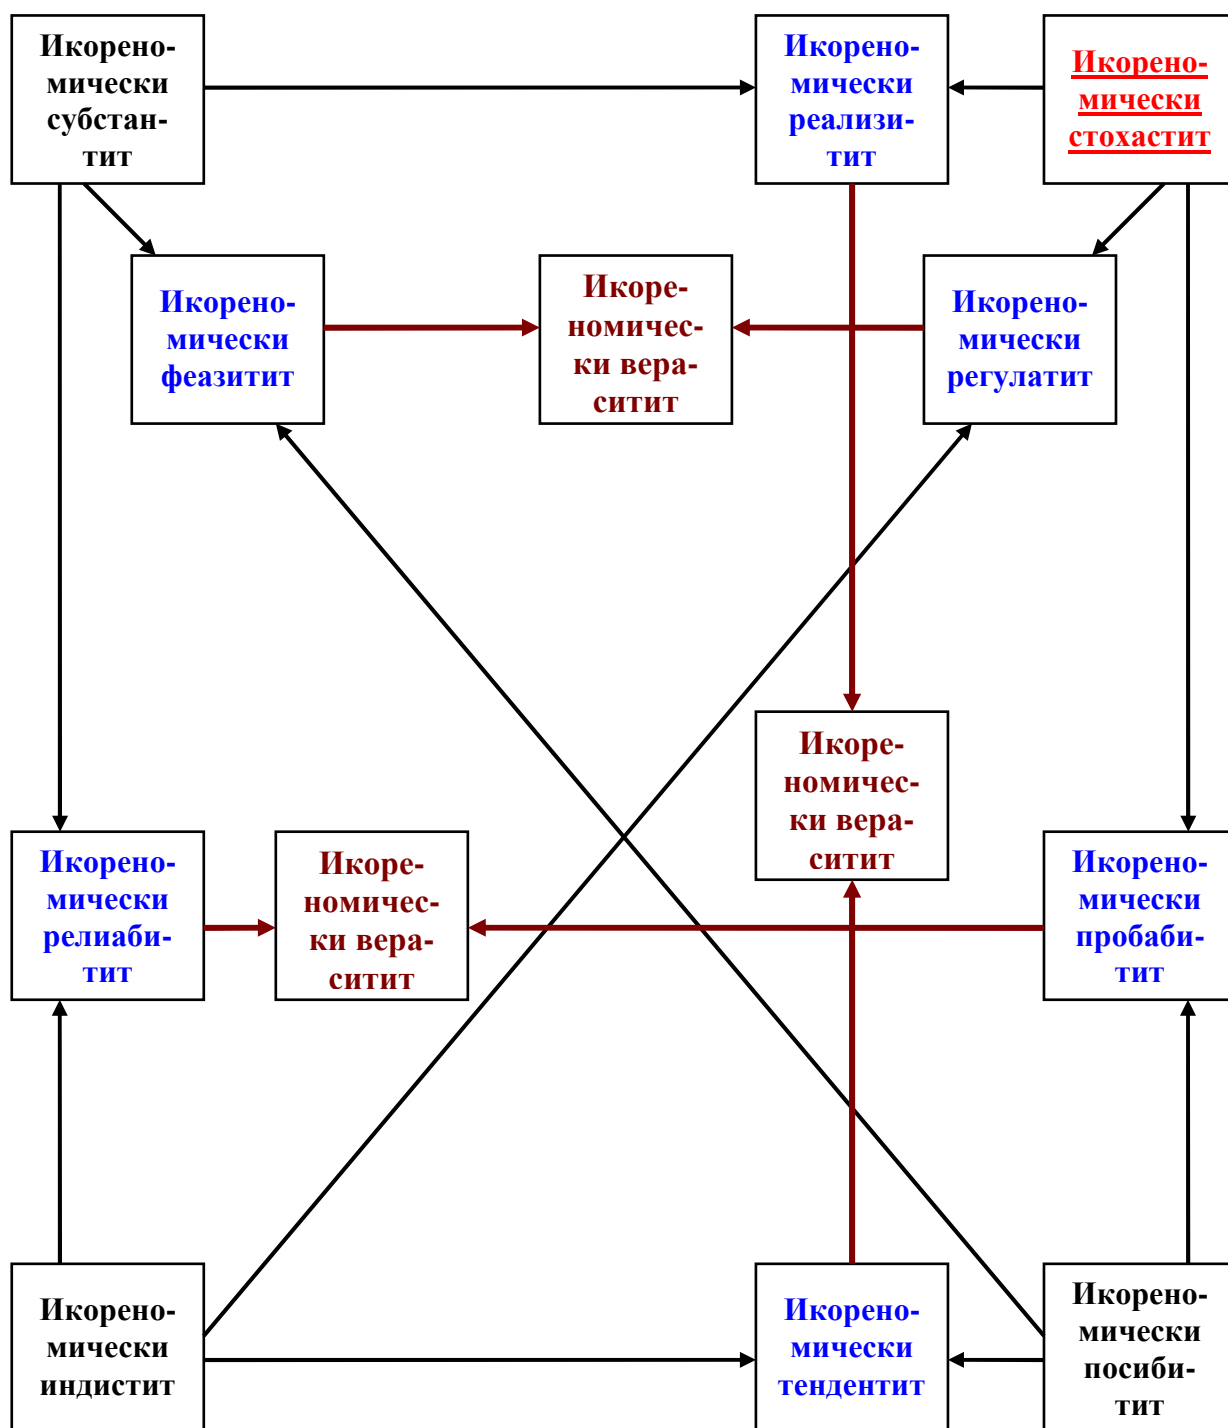 Икорено-
мически
субстан-
тит
Икорено-
мически
реализи-
тит
Икорено-
мически
стохастит
Икорено-
мически
феазитит
Икоре-
номичес-
ки вера-
ситит
Икорено-
мически
регулатит
Икоре-
номичес-
ки вера-
ситит
Икорено-
мически
релиаби-
тит
Икоре-
номичес-
ки вера-
ситит
Икорено-
мически
пробаби-
тит
Икорено-
мически
индистит
Икорено-
мически
тендентит
Икорено-
мически
посиби-
тит